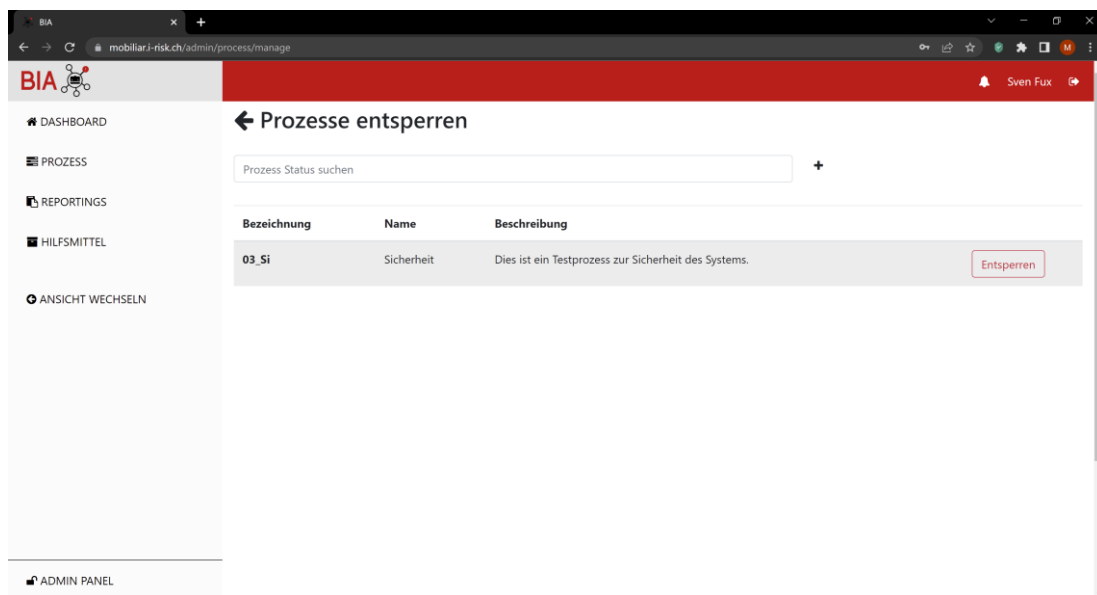 BIA
mobiliar.i-risk.ch/admin/process/manage
M
BIA
Sven Fux
DASHBOARD
PROZESS
REPORTINGS
HILFSMITTEL
ANSICHT WECHSELN
ADMIN PANEL
Prozesse entsperren
Prozess Status suchen
Bezeichnung Name Beschreibung
03_Si Sicherheit Dies ist ein Testprozess zur Sicherheit des Systems. Entsperren